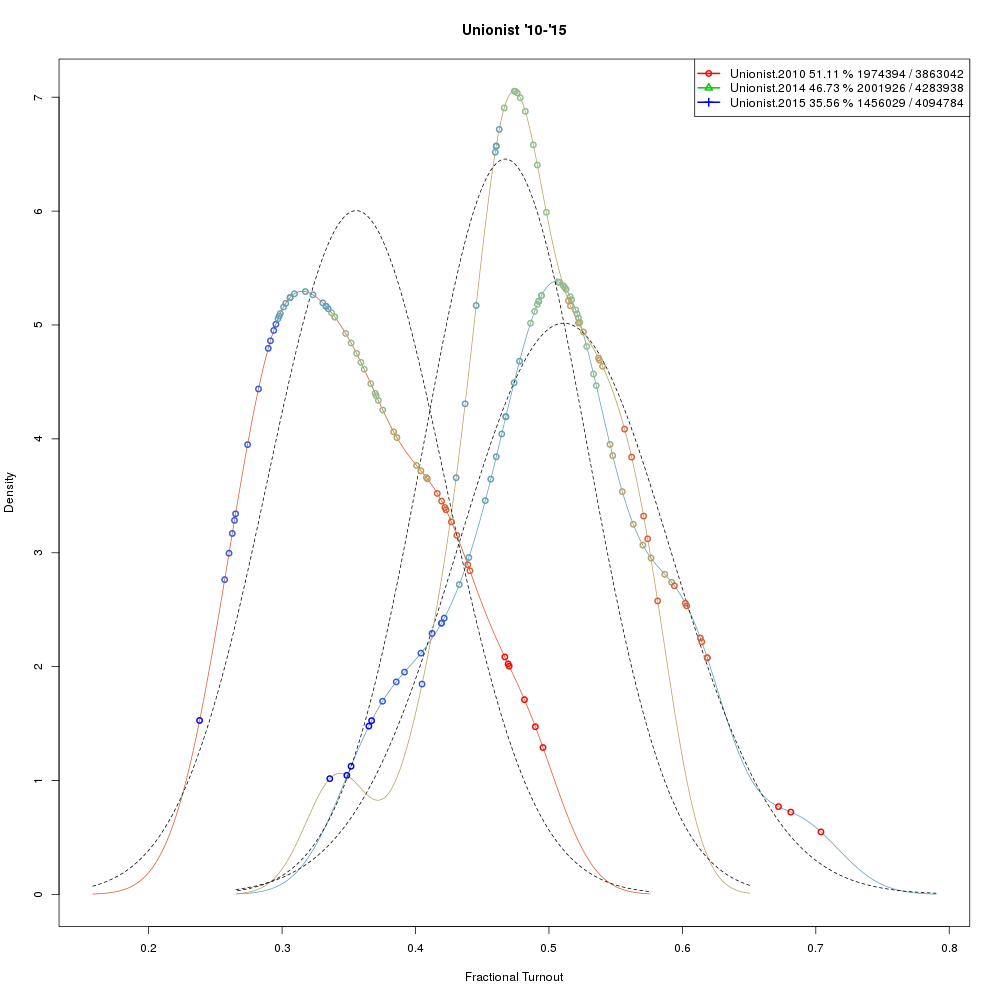 Unionist '10-'15
Unionist.2010 51.11 % 1974394 / 3863042
Unionist.2014 46.73 % 2001926 / 4283938
Unionist.2015 35.56 % 1456029 / 4094784
Density
7
6
5
4
3
2
1
0
0.2 0.3 0.4 0.5 0.6 0.7 0.8
Fractional Turnout